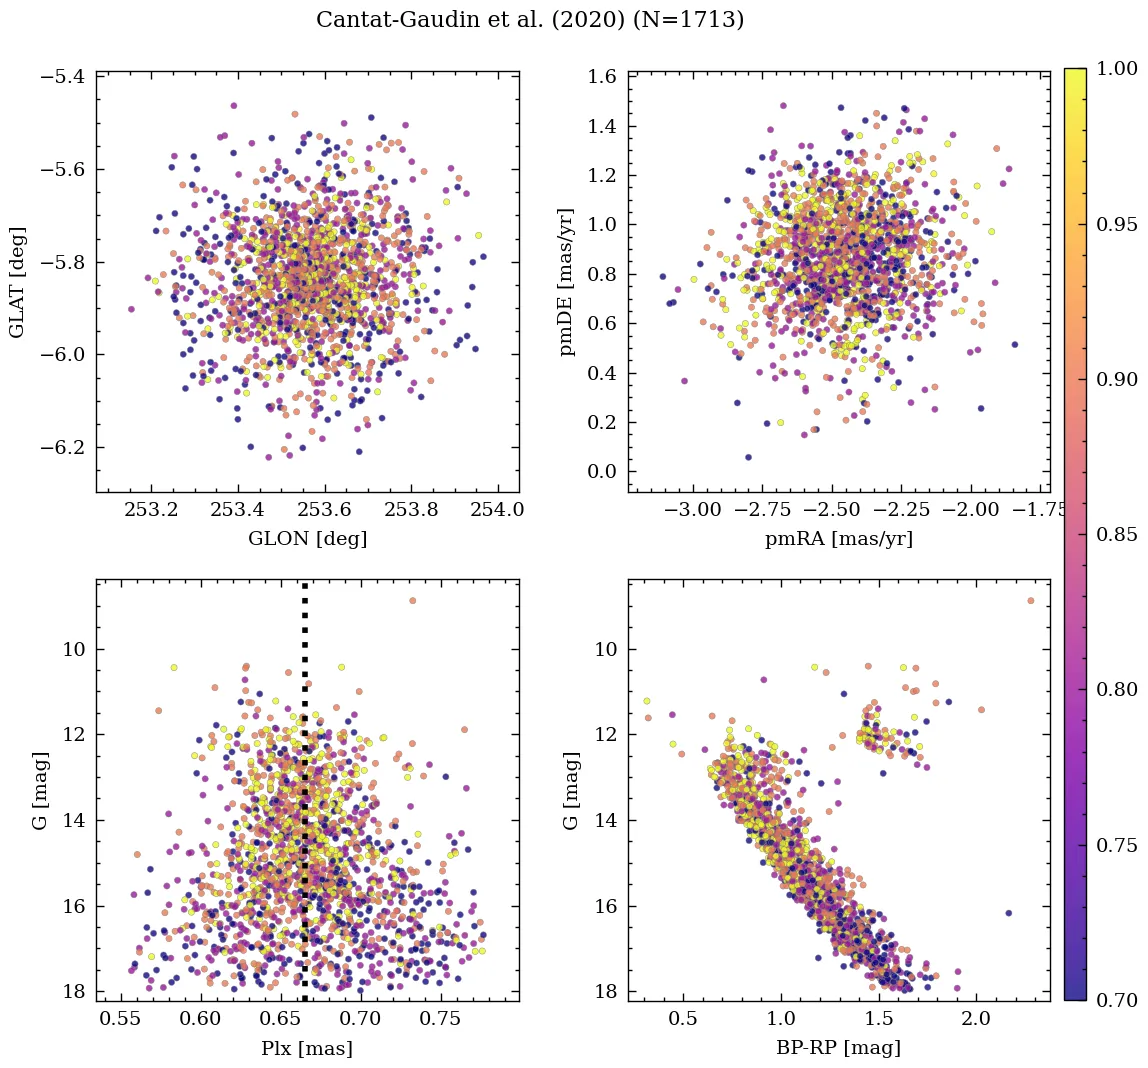 Cantat-Gaudin et al. (2020) (N=1713)
−5.4
−5.6
−5.8
−6.0
−6.2
GLAT [deg]
253.2 253.4 253.6 253.8 254.0
GLON [deg]
1.6
1.4
1.2
1.0
0.8
0.6
0.4
0.2
0.0
pmDE [mas/yr]
−3.00 −2.75 −2.50 −2.25 −2.00 −1.75
pmRA [mas/yr]
10
12
14
16
18
G [mag]
0.55 0.60 0.65 0.70 0.75
Plx [mas]
10
12
14
16
18
G [mag]
0.5 1.0 1.5 2.0
BP-RP [mag]
1.00
0.95
0.90
0.85
0.80
0.75
0.70